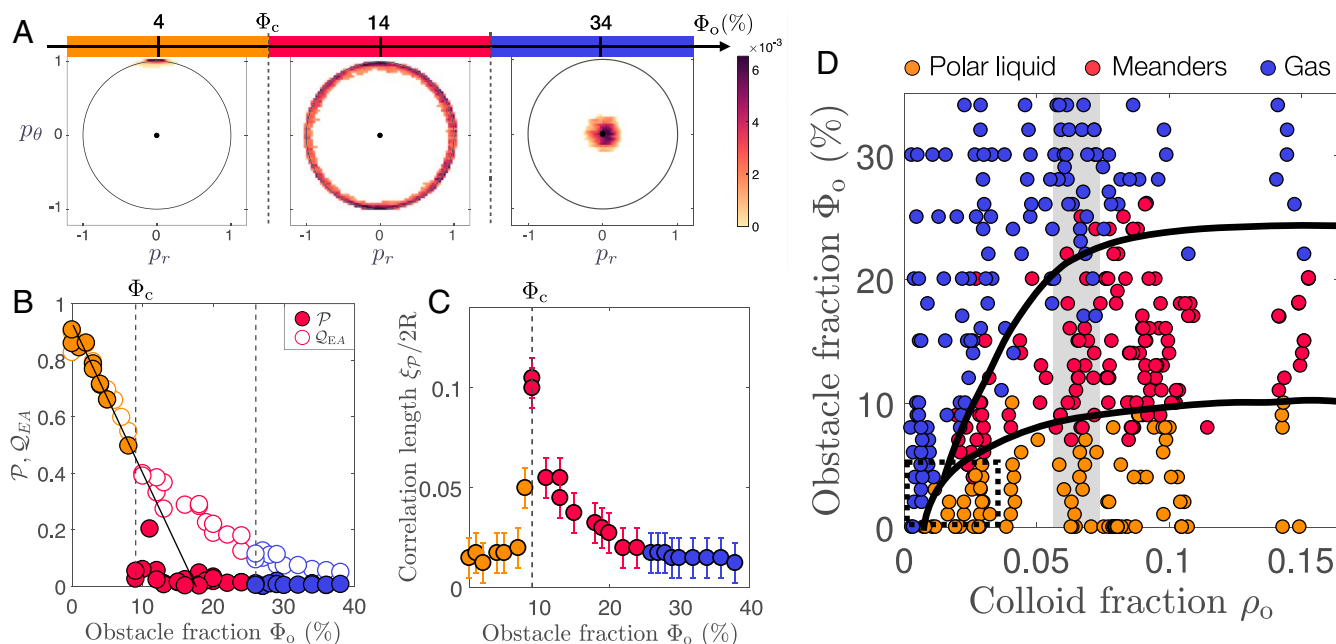 A
4 Φc 14 34 Φo(%)
×10⁻³
6
4
2
0
pθ
1
0
-1
-1 0 1
pr
-1 0 1
pr
-1 0 1
pr
B
Φc
𝒫
𝒬EA
𝒫, 𝒬EA
1
0.8
0.6
0.4
0.2
0
0 10 20 30 40
Obstacle fraction Φo (%)
C
Φc
Correlation length ξ𝒫/2R
0.1
0.05
0
10 20 30 40
Obstacle fraction Φo (%)
D
Polar liquid Meanders Gas
Obstacle fraction Φo (%)
30
20
10
0
0 0.05 0.1 0.15
Colloid fraction ρo